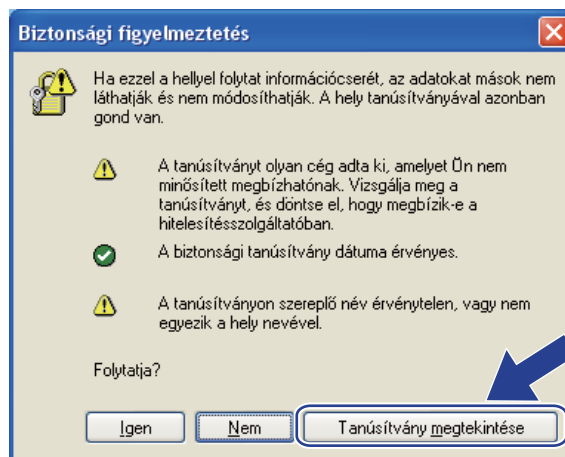 Biztonsági figyelmeztetés
Ha ezzel a hellyel folytat információcserét, az adatokat mások nem
láthatják és nem módosíthatják. A hely tanúsítványával azonban
gond van.
A tanúsítványt olyan cég adta ki, amelyet Ön nem
minősített megbízhatónak. Vizsgálja meg a
tanúsítványt, és döntse el, hogy megbízik-e a
hitelesítésszolgáltatóban.
A biztonsági tanúsítvány dátuma érvényes.
A tanúsítványon szereplő név érvénytelen, vagy nem
egyezik a hely nevével.
Folytatja?
Igen Nem Tanúsítvány megtekintése